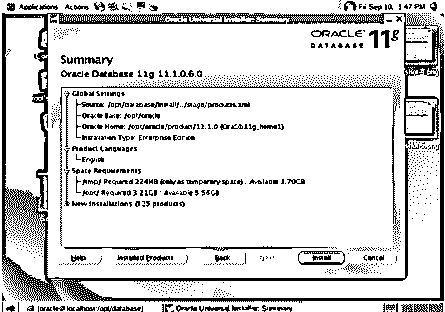 Applications Actions
Fri Sep 10, 1:47 PM
ORACLE
DATABASE 11g
Summary
Oracle Database 11g 11.1.0.6.0
Global Settings
Source: /opt/database/install/../stage/products.xml
Oracle Base: /opt/oracle
Oracle Home: /opt/oracle/product/11.1.0 (OraDb11g_home1)
Installation Type: Enterprise Edition
Product Languages
English
Space Requirements
/tmp/ Required 224MB (only as temporary space) : Available 3.70GB
/opt/ Required 3.21GB : Available 5.56GB
New Installations (125 products)
Help Installed Products Back Next Install Cancel
[oracle@localhost:/opt/database] Oracle Universal Installer: Summary